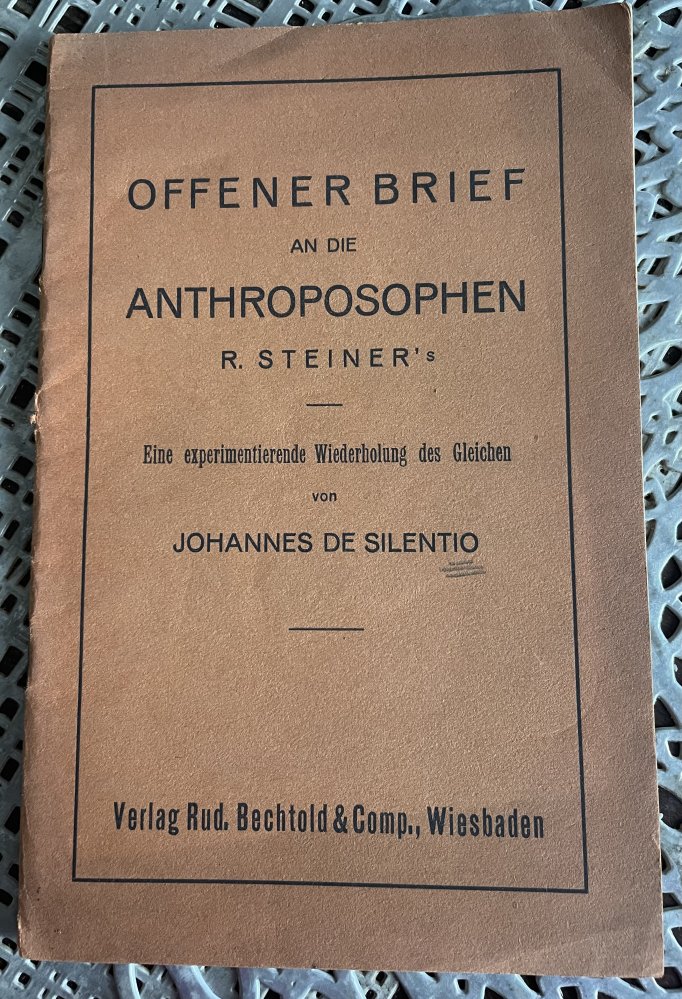 OFFENER BRIEF
AN DIE
ANTHROPOSOPHEN
R. STEINER's
Eine experimentierende Wiederholung des Gleichen
von
JOHANNES DE SILENTIO
Verlag Rud. Bechtold & Comp., Wiesbaden